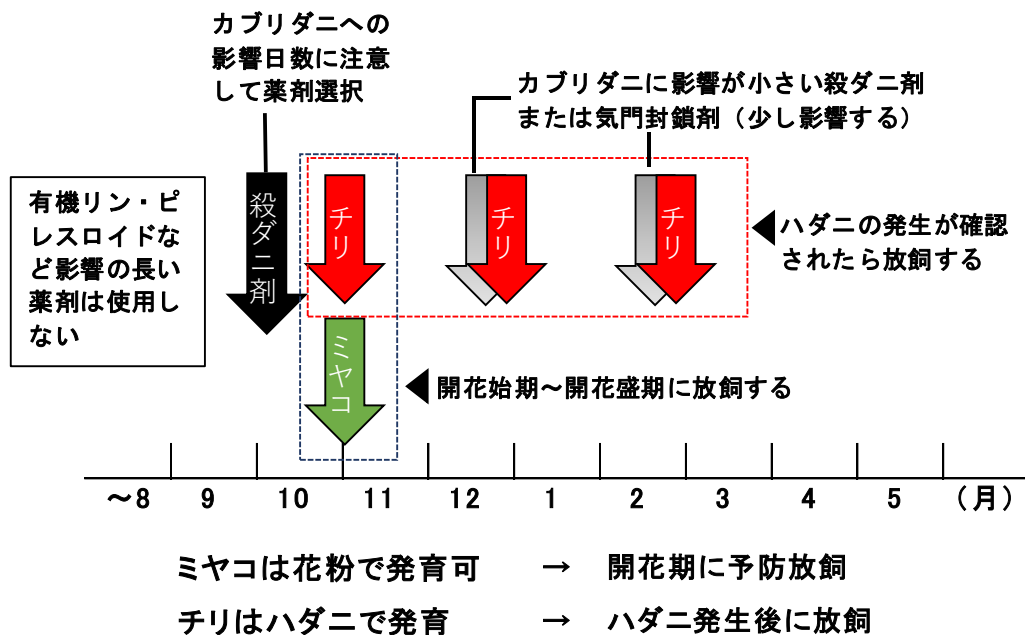 カブリダニへの
影響日数に注意
して薬剤選択
カブリダニに影響が小さい殺ダニ剤
または気門封鎖剤（少し影響する）
有機リン・ピ
レスロイドな
ど影響の長い
薬剤は使用し
ない
殺ダニ剤
チリ
チリ
チリ
ハダニの発生が確認
されたら放飼する
ミヤコ
開花始期～開花盛期に放飼する
～8 9 10 11 12 1 2 3 4 5 （月）
ミヤコは花粉で発育可 → 開花期に予防放飼
チリはハダニで発育 → ハダニ発生後に放飼